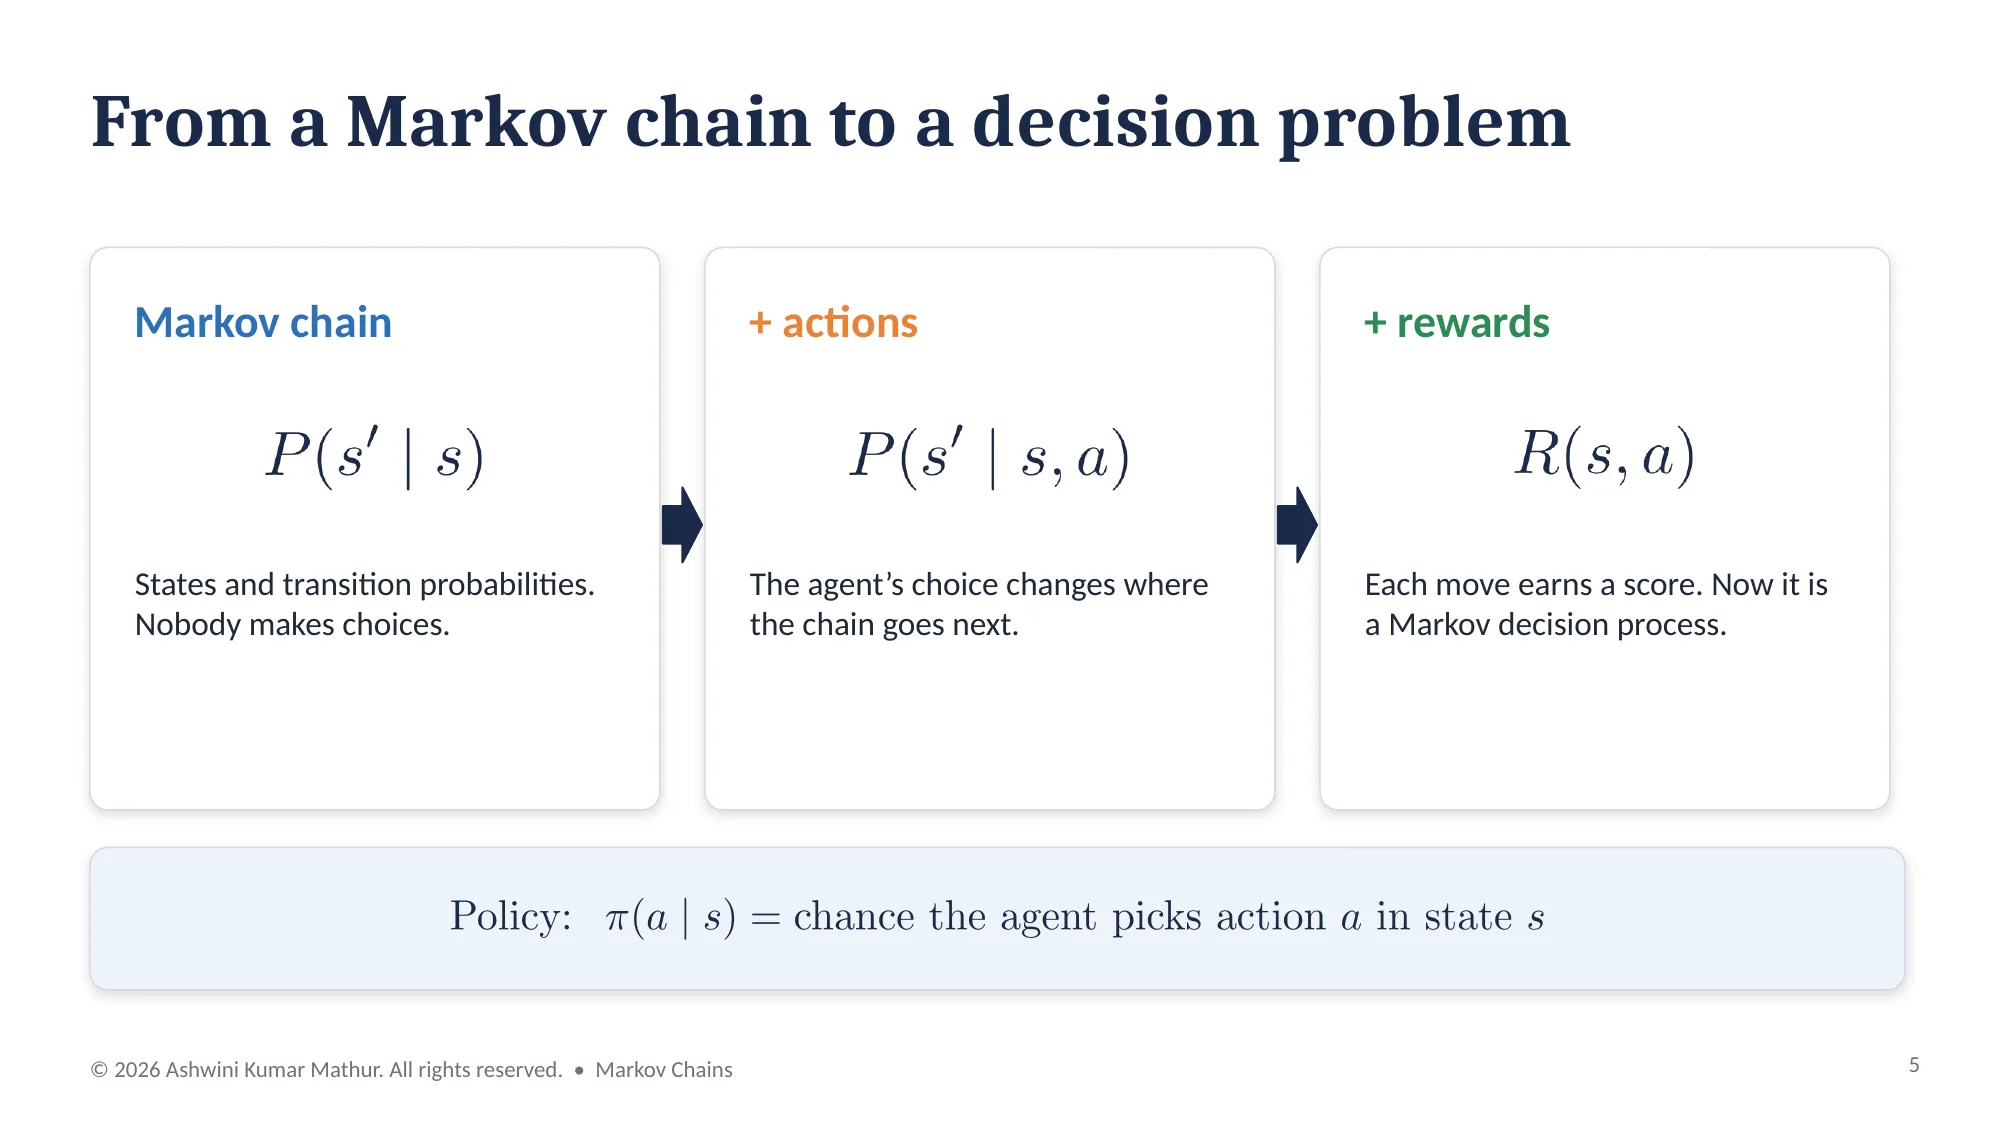 From a Markov chain to a decision problem
Markov chain
P(s′ | s)
States and transition probabilities.
Nobody makes choices.
+ actions
P(s′ | s, a)
The agent’s choice changes where
the chain goes next.
+ rewards
R(s, a)
Each move earns a score. Now it is
a Markov decision process.
Policy: π(a | s) = chance the agent picks action a in state s
© 2026 Ashwini Kumar Mathur. All rights reserved. • Markov Chains
5